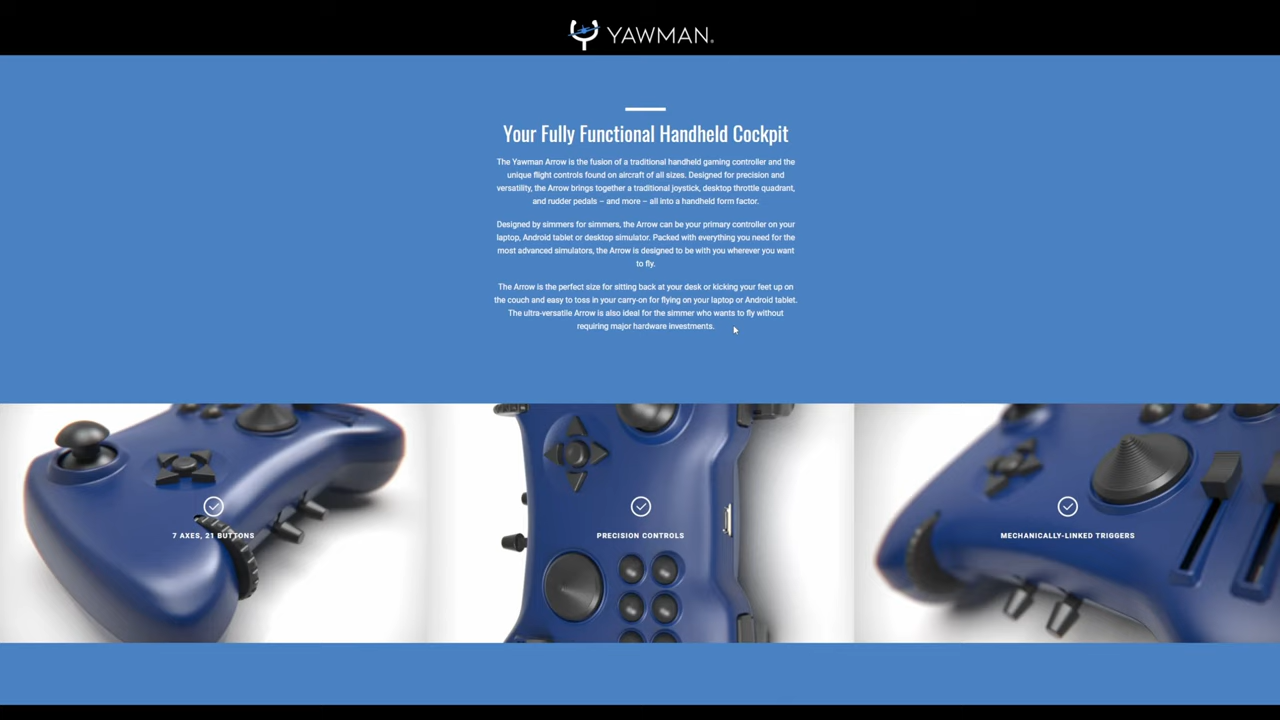 YAWMAN®
Your Fully Functional Handheld Cockpit
The Yawman Arrow is the fusion of a traditional handheld gaming controller and the
unique flight controls found on aircraft of all sizes. Designed for precision and
versatility, the Arrow brings together a traditional joystick, desktop throttle quadrant,
and rudder pedals – and more – all into a handheld form factor.
Designed by simmers for simmers, the Arrow can be your primary controller on your
laptop, Android tablet or desktop simulator. Packed with everything you need for the
most advanced simulators, the Arrow is designed to be with you wherever you want
to fly.
The Arrow is the perfect size for sitting back at your desk or kicking your feet up on
the couch and easy to toss in your carry-on for flying on your laptop or Android tablet.
The ultra-versatile Arrow is also ideal for the simmer who wants to fly without
requiring major hardware investments.
7 AXES, 21 BUTTONS
PRECISION CONTROLS
MECHANICALLY-LINKED TRIGGERS